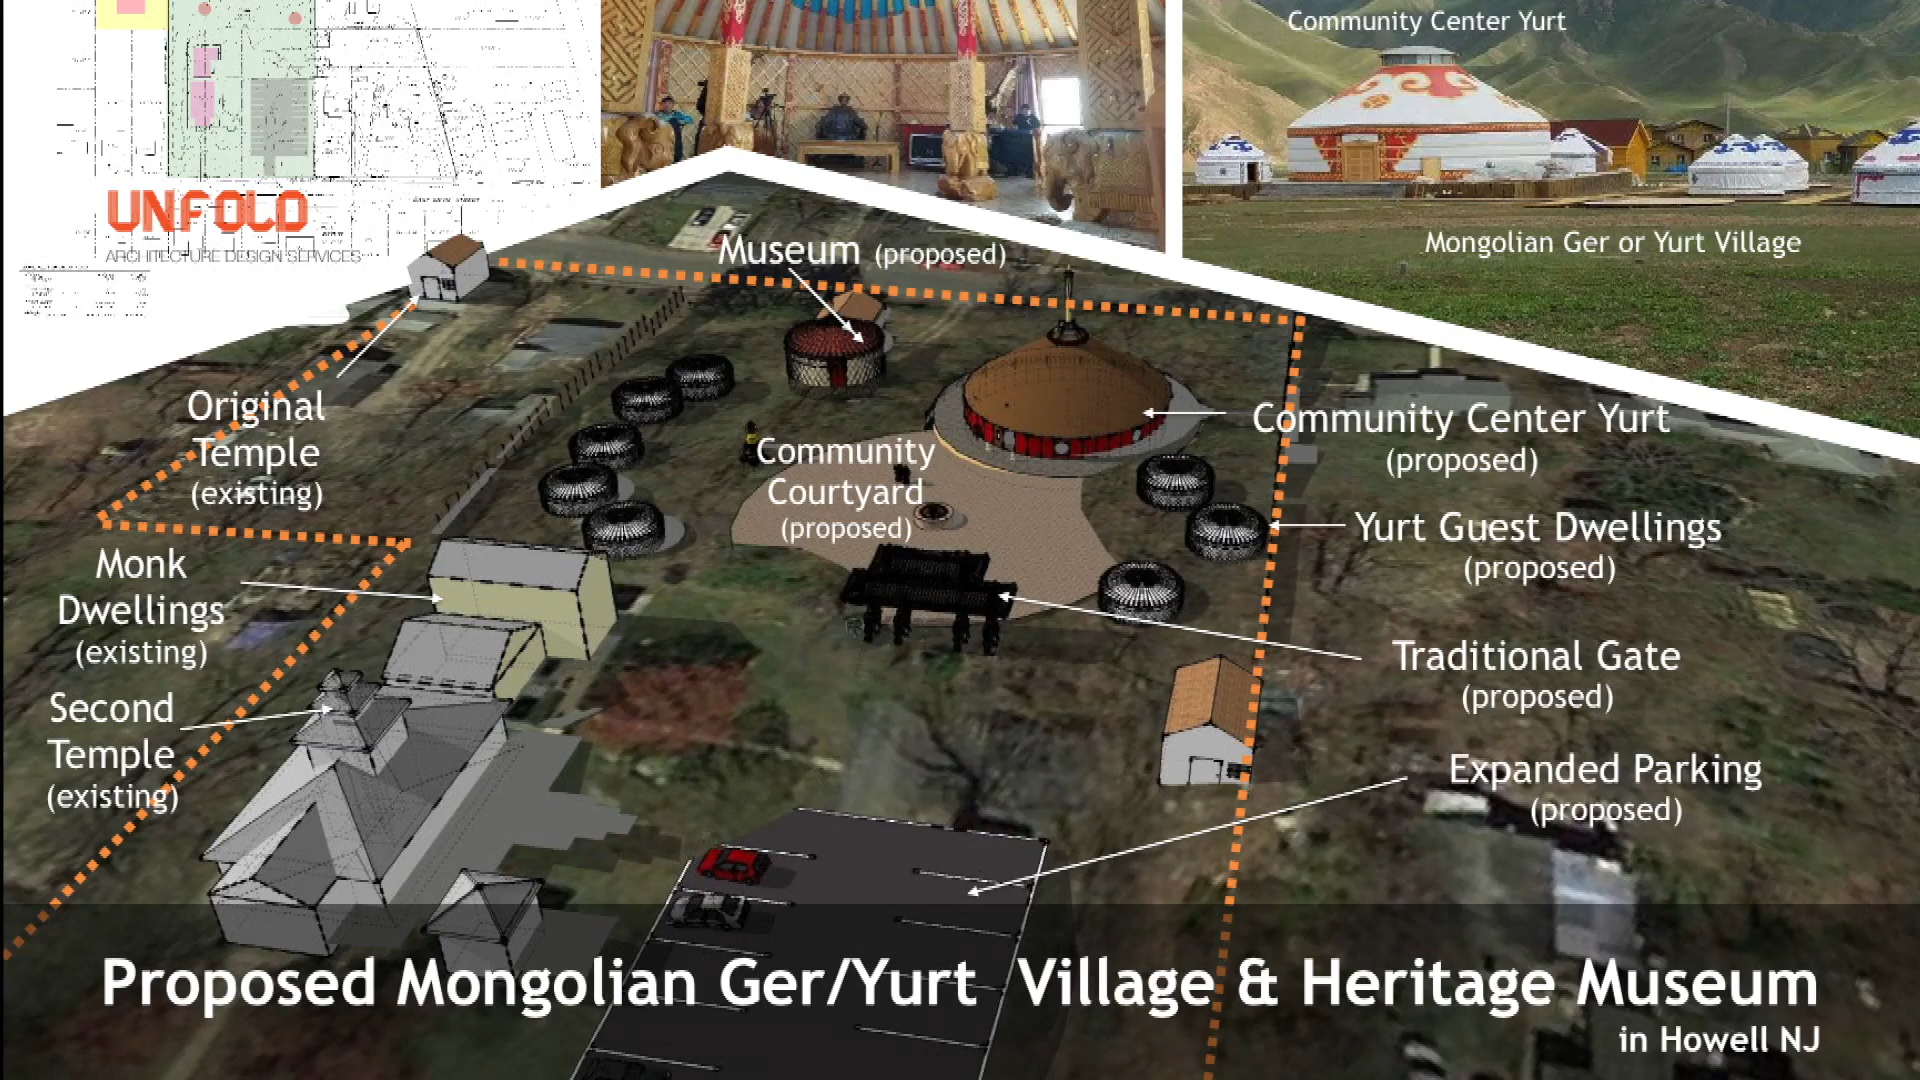 Community Center Yurt
UNFOLD
ARCHITECTURE DESIGN SERVICES
Mongolian Ger or Yurt Village
Museum (proposed)
Original
Temple
(existing)
Community
Courtyard
(proposed)
Community Center Yurt
(proposed)
Yurt Guest Dwellings
(proposed)
Monk
Dwellings
(existing)
Traditional Gate
(proposed)
Second
Temple
(existing)
Expanded Parking
(proposed)
Proposed Mongolian Ger/Yurt Village & Heritage Museum
in Howell NJ